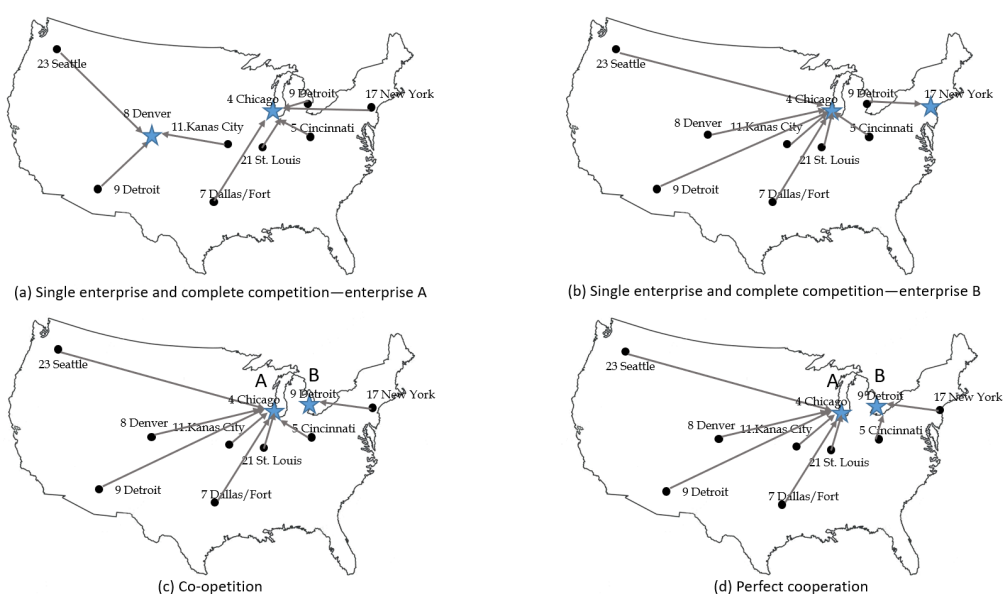 23 Seattle
8 Denver
11.Kanas City
4 Chicago
9 Detroit
17 New York
5 Cincinnati
21 St. Louis
9 Detroit
7 Dallas/Fort
(a) Single enterprise and complete competition—enterprise A
23 Seattle
4 Chicago
9 Detroit
17 New York
8 Denver
11.Kanas City
5 Cincinnati
21 St. Louis
9 Detroit
7 Dallas/Fort
(b) Single enterprise and complete competition—enterprise B
23 Seattle
A
B
4 Chicago
9 Detroit
17 New York
8 Denver
11.Kanas City
5 Cincinnati
21 St. Louis
9 Detroit
7 Dallas/Fort
(c) Co-opetition
23 Seattle
A
B
4 Chicago
9 Detroit
17 New York
8 Denver
11.Kanas City
5 Cincinnati
21 St. Louis
9 Detroit
7 Dallas/Fort
(d) Perfect cooperation